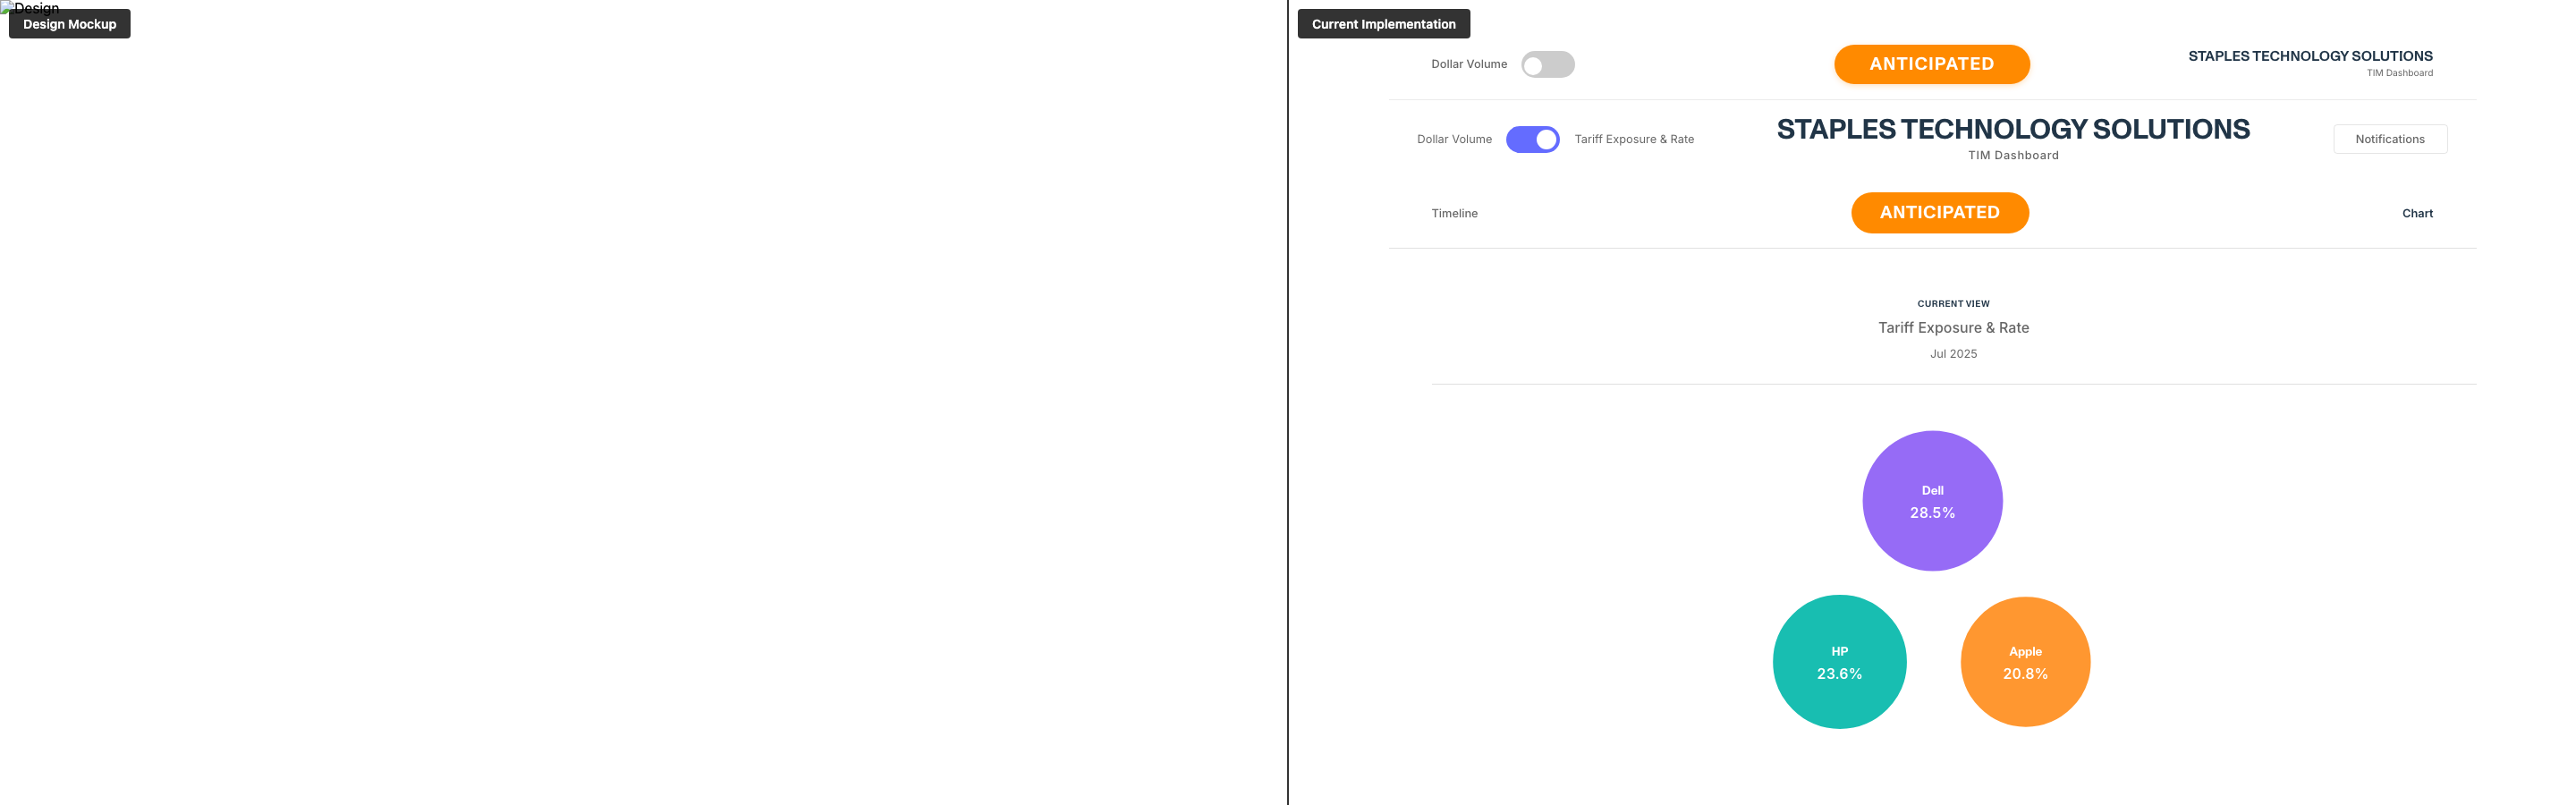 Design
Design Mockup
Current Implementation
Dollar Volume
ANTICIPATED
STAPLES TECHNOLOGY SOLUTIONS
TIM Dashboard
Dollar Volume
Tariff Exposure & Rate
STAPLES TECHNOLOGY SOLUTIONS
TIM Dashboard
Notifications
Timeline
ANTICIPATED
Chart
CURRENT VIEW
Tariff Exposure & Rate
Jul 2025
Dell
28.5%
HP
23.6%
Apple
20.8%